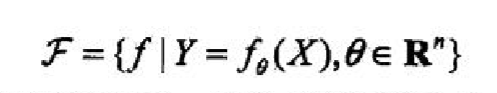 ℱ = {f | Y = f_θ(X), θ ∈ 𝐑ⁿ}